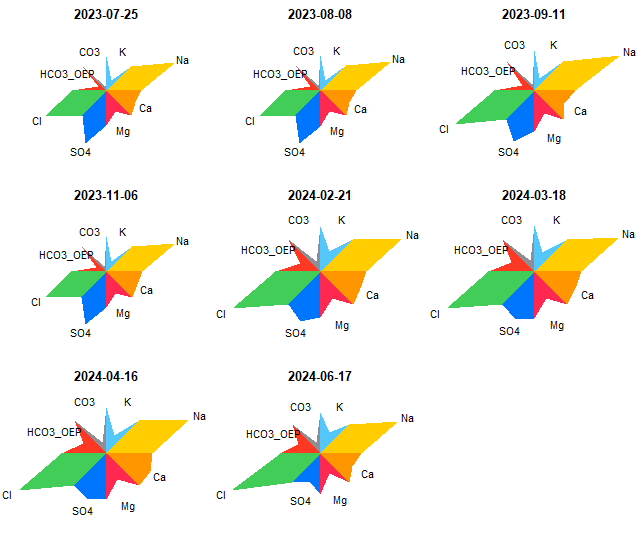 2023-07-25
2023-08-08
2023-09-11
CO3 K Na
HCO3_OEP
Ca
Cl
Mg
SO4
CO3 K Na
HCO3_OEP
Ca
Cl
Mg
SO4
CO3 K Na
HCO3_OEP
Ca
Cl
Mg
SO4
2023-11-06
2024-02-21
2024-03-18
CO3 K Na
HCO3_OEP
Ca
Cl
Mg
SO4
CO3 K Na
HCO3_OEP
Ca
Cl
Mg
SO4
CO3 K Na
HCO3_OEP
Ca
Cl
Mg
SO4
2024-04-16
2024-06-17
CO3 K Na
HCO3_OEP
Ca
Cl
Mg
SO4
CO3 K Na
HCO3_OEP
Ca
Cl
Mg
SO4